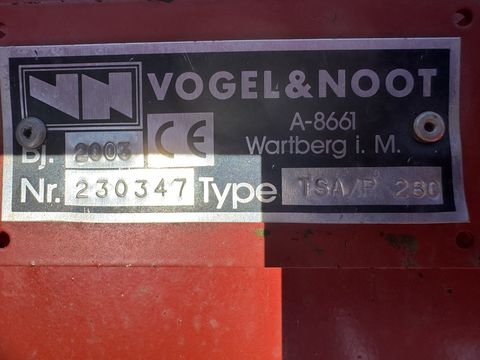 VN VOGEL&NOOT
A-8661
Wartberg i. M.
Bj. 2003 CE
Nr. 230347 Type TSA/P 280